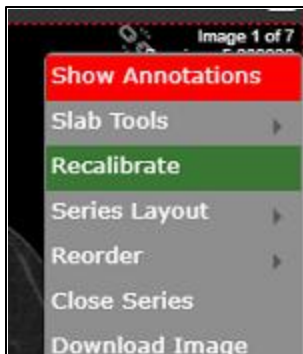 Image 1 of 7
Show Annotations
Slab Tools
Recalibrate
Series Layout
Reorder
Close Series
Download Image